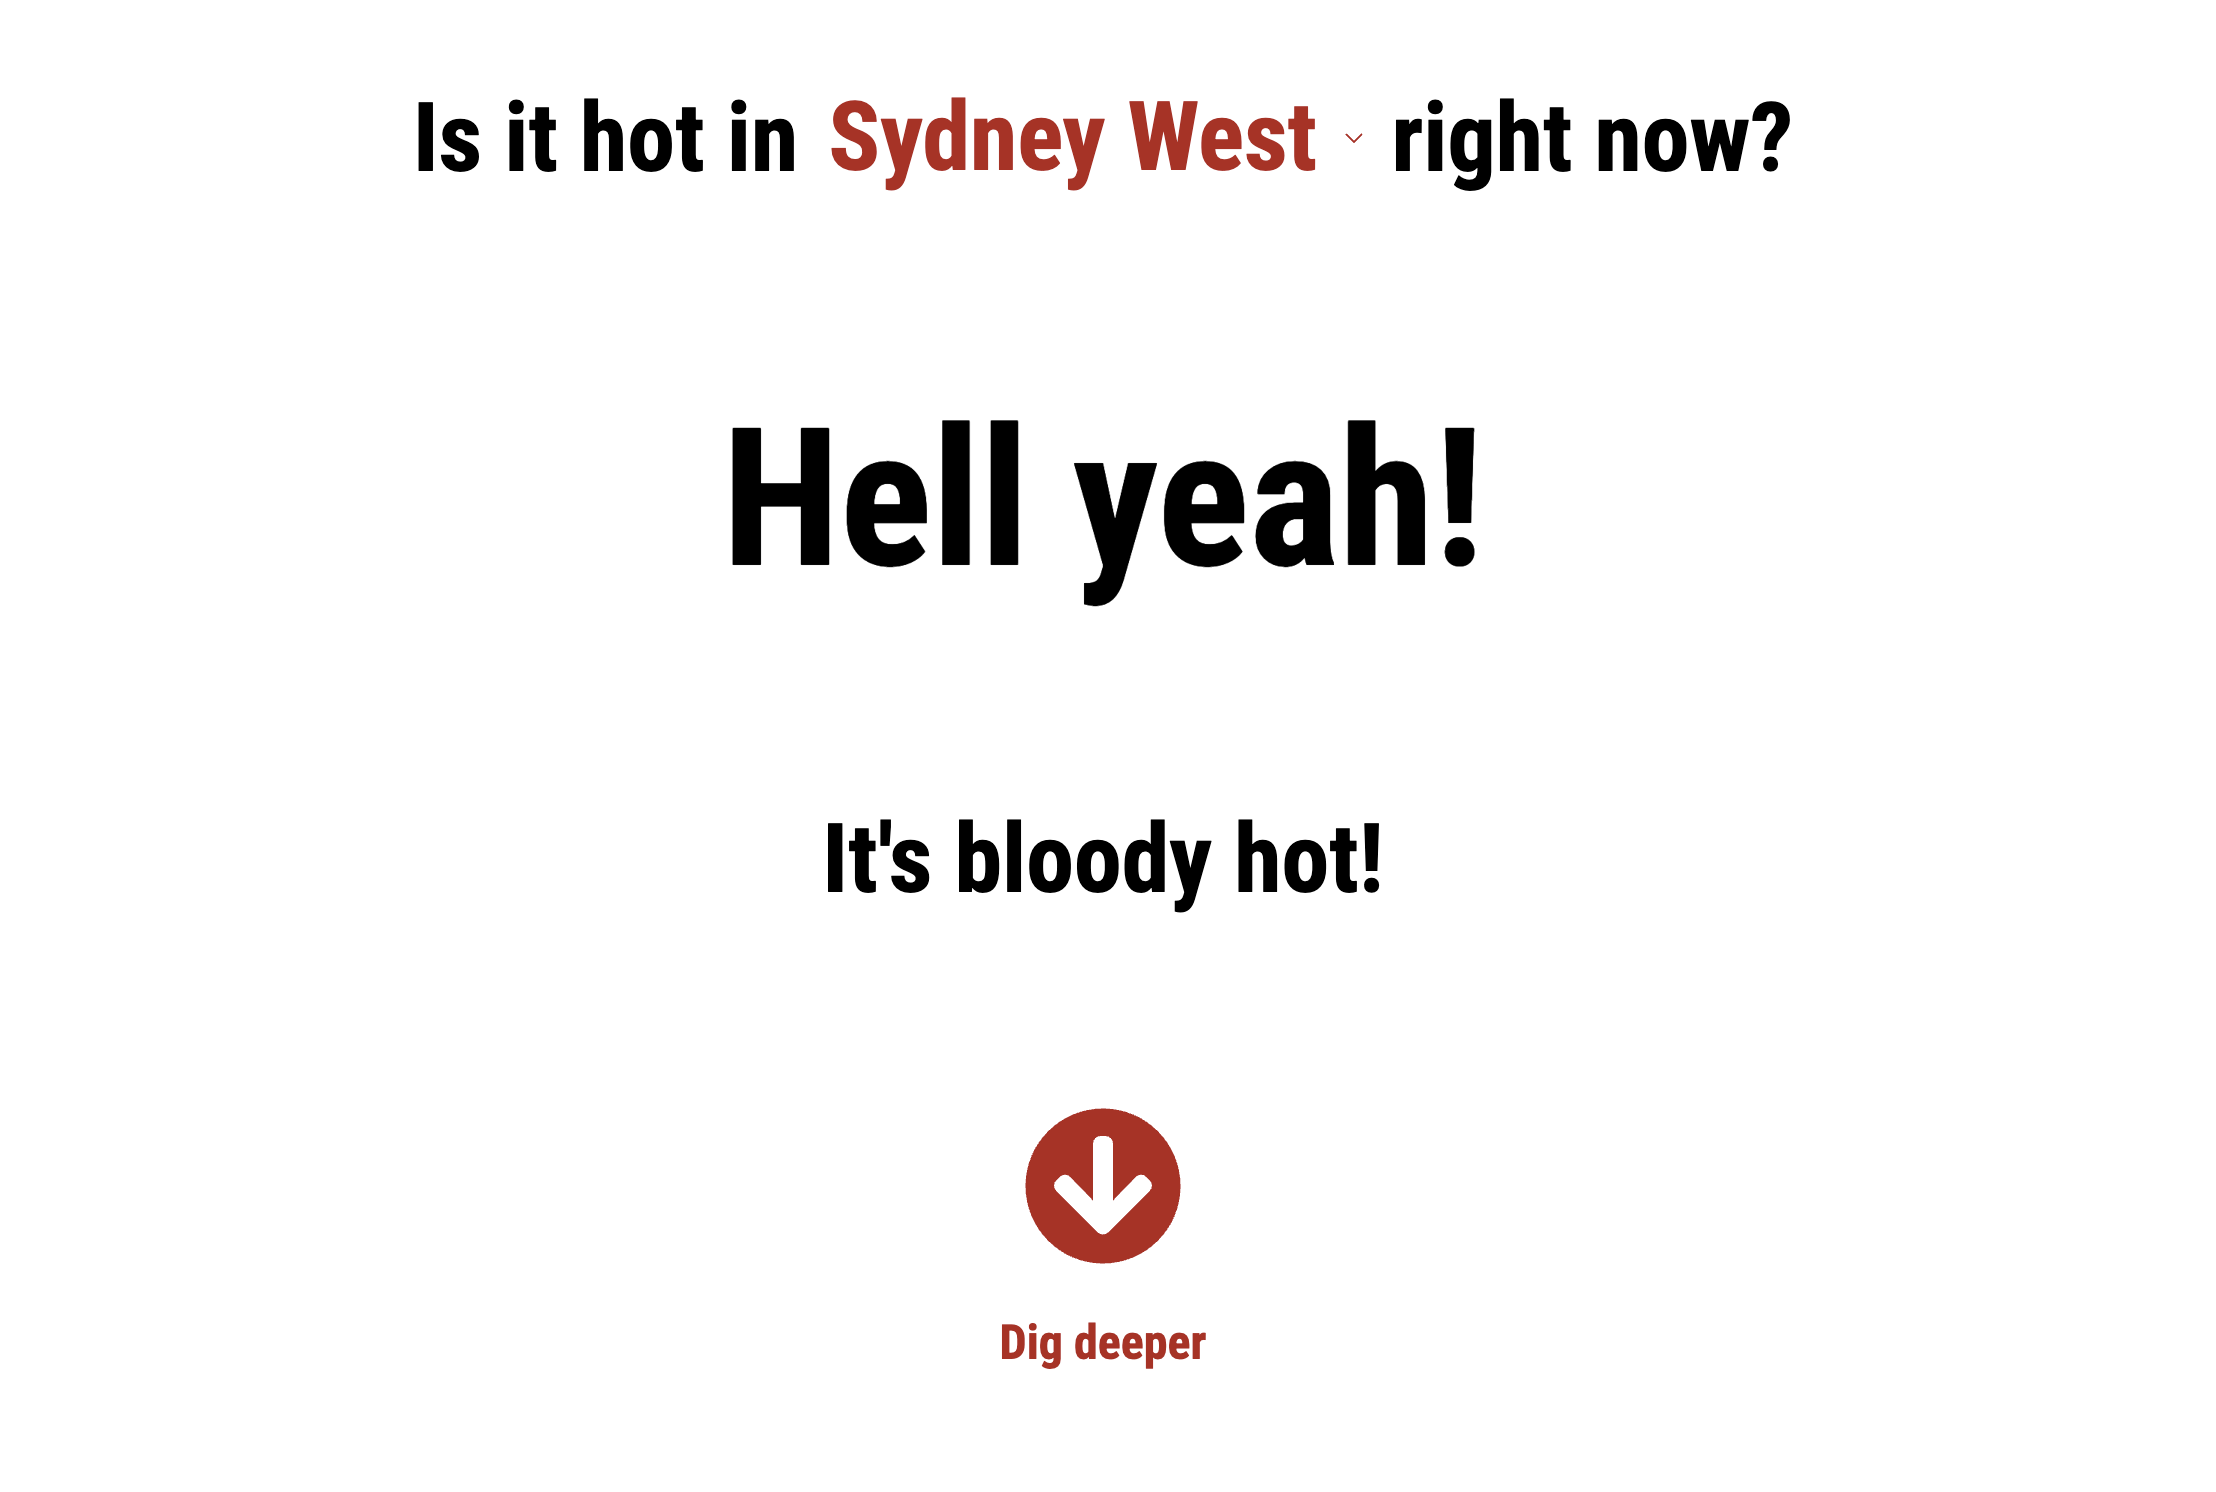 Is it hot in Sydney West right now?
Hell yeah!
It's bloody hot!
Dig deeper